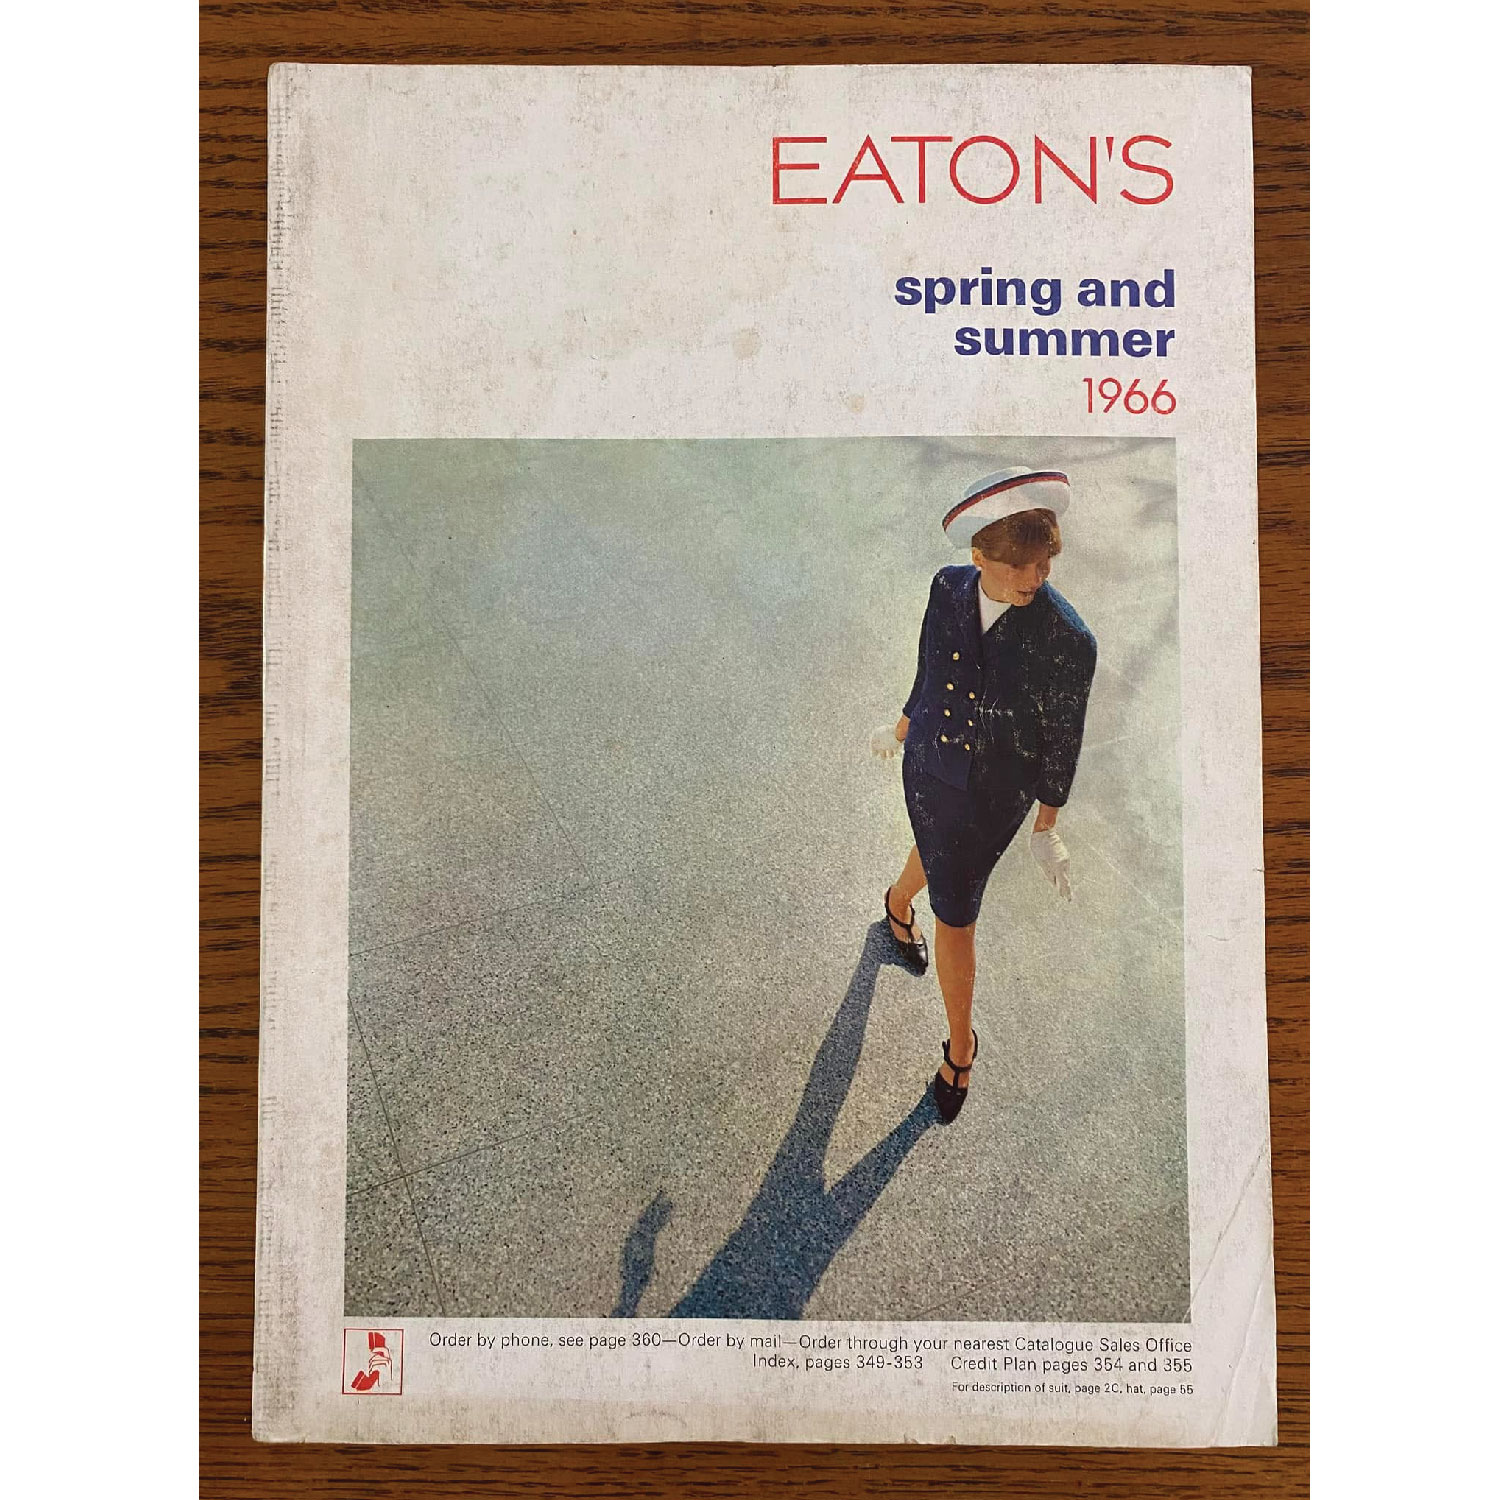 EATON'S
spring and
summer
1966
Order by phone, see page 360—Order by mail—Order through your nearest Catalogue Sales Office
Index, pages 349-353 Credit Plan pages 354 and 355
For description of suit, page 2C, hat, page 55